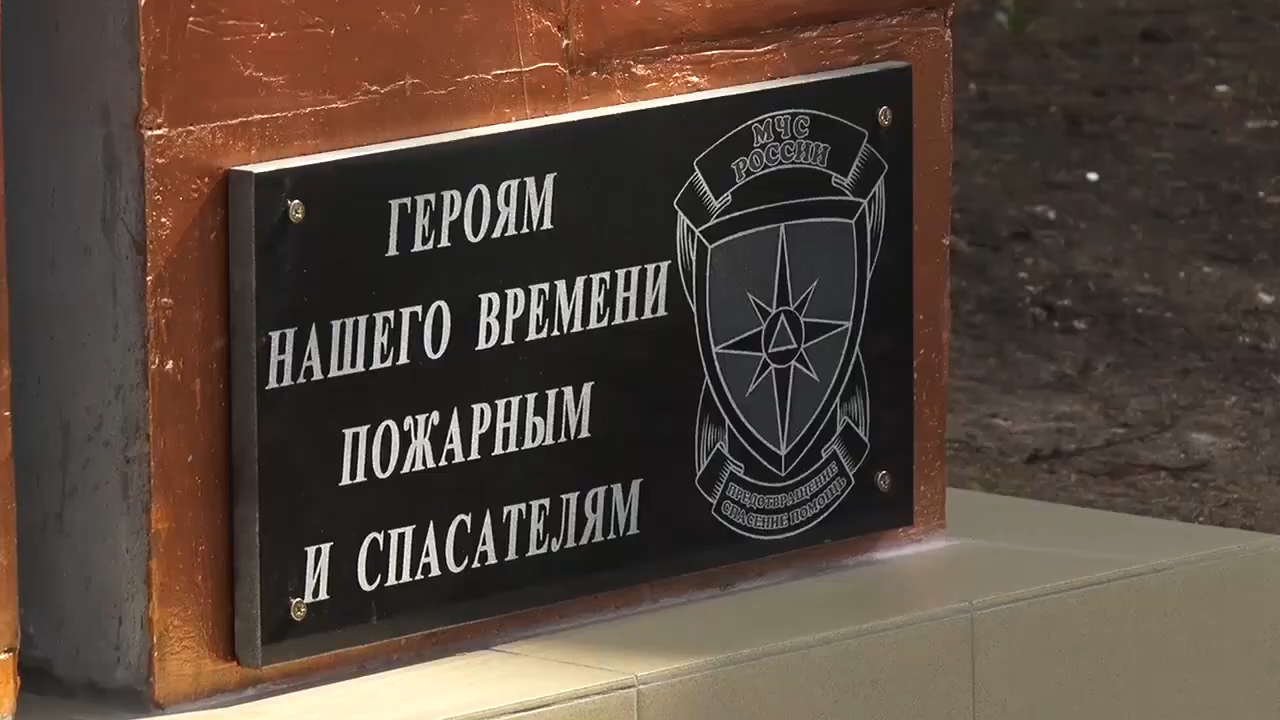 ГЕРОЯМ
НАШЕГО ВРЕМЕНИ
ПОЖАРНЫМ
И СПАСАТЕЛЯМ
МЧС
РОССИИ
ПРЕДОТВРАЩЕНИЕ
СПАСЕНИЕ ПОМОЩЬ